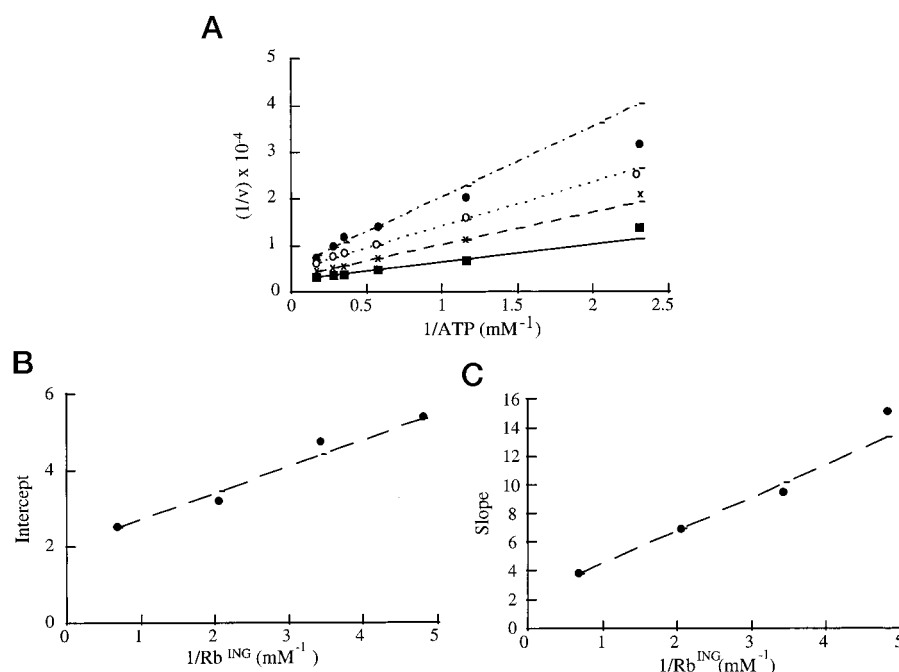 A
(1/v) x 10⁻⁴
5
4
3
2
1
0
0 0.5 1 1.5 2 2.5
1/ATP (mM⁻¹)
B
Intercept
6
4
2
0
0 1 2 3 4 5
1/Rb ᴵᴺᴳ (mM⁻¹)
C
Slope
16
14
12
10
8
6
4
2
0
0 1 2 3 4 5
1/Rbᴵᴺᴳ (mM⁻¹)